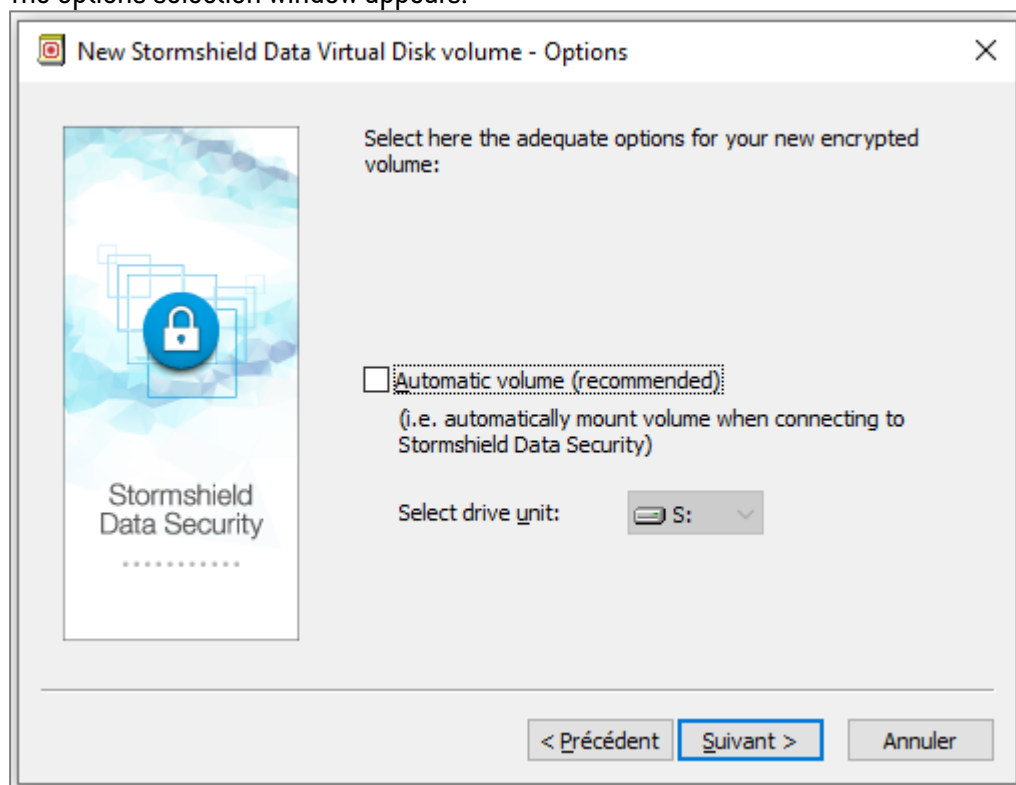 The options selection window appears.
New Stormshield Data Virtual Disk volume - Options
Select here the adequate options for your new encrypted
volume:
Automatic volume (recommended)
(i.e. automatically mount volume when connecting to
Stormshield Data Security)
Stormshield
Data Security
Select drive unit:
S:
< Précédent
Suivant >
Annuler